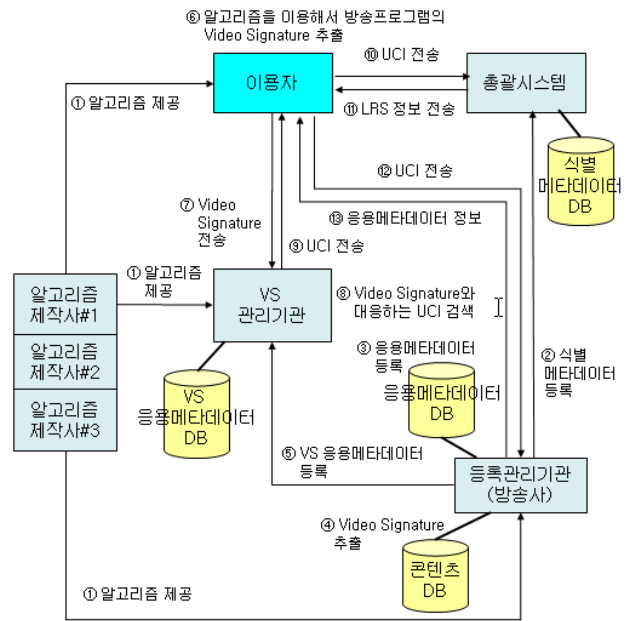 ⑥ 알고리즘을 이용해서 방송프로그램의
Video Signature 추출
⑩ UCI 전송
이용자
총괄시스템
① 알고리즘 제공
⑪ LRS 정보 전송
식별
메타데이터
DB
⑫ UCI 전송
⑦ Video
Signature
전송
⑬ 응용메타데이터 정보
⑨ UCI 전송
① 알고리즘
제공
VS
관리기관
⑧ Video Signature와
대응하는 UCI 검색
알고리즘
제작사#1
알고리즘
제작사#2
알고리즘
제작사#3
③ 응용메타데이터
등록
② 식별
메타데이터
등록
응용메타데이터
DB
VS
응용메타데이터
DB
⑤ VS 응용메타데이터
등록
등록관리기관
(방송사)
④ Video Signature
추출
콘텐츠
DB
① 알고리즘 제공